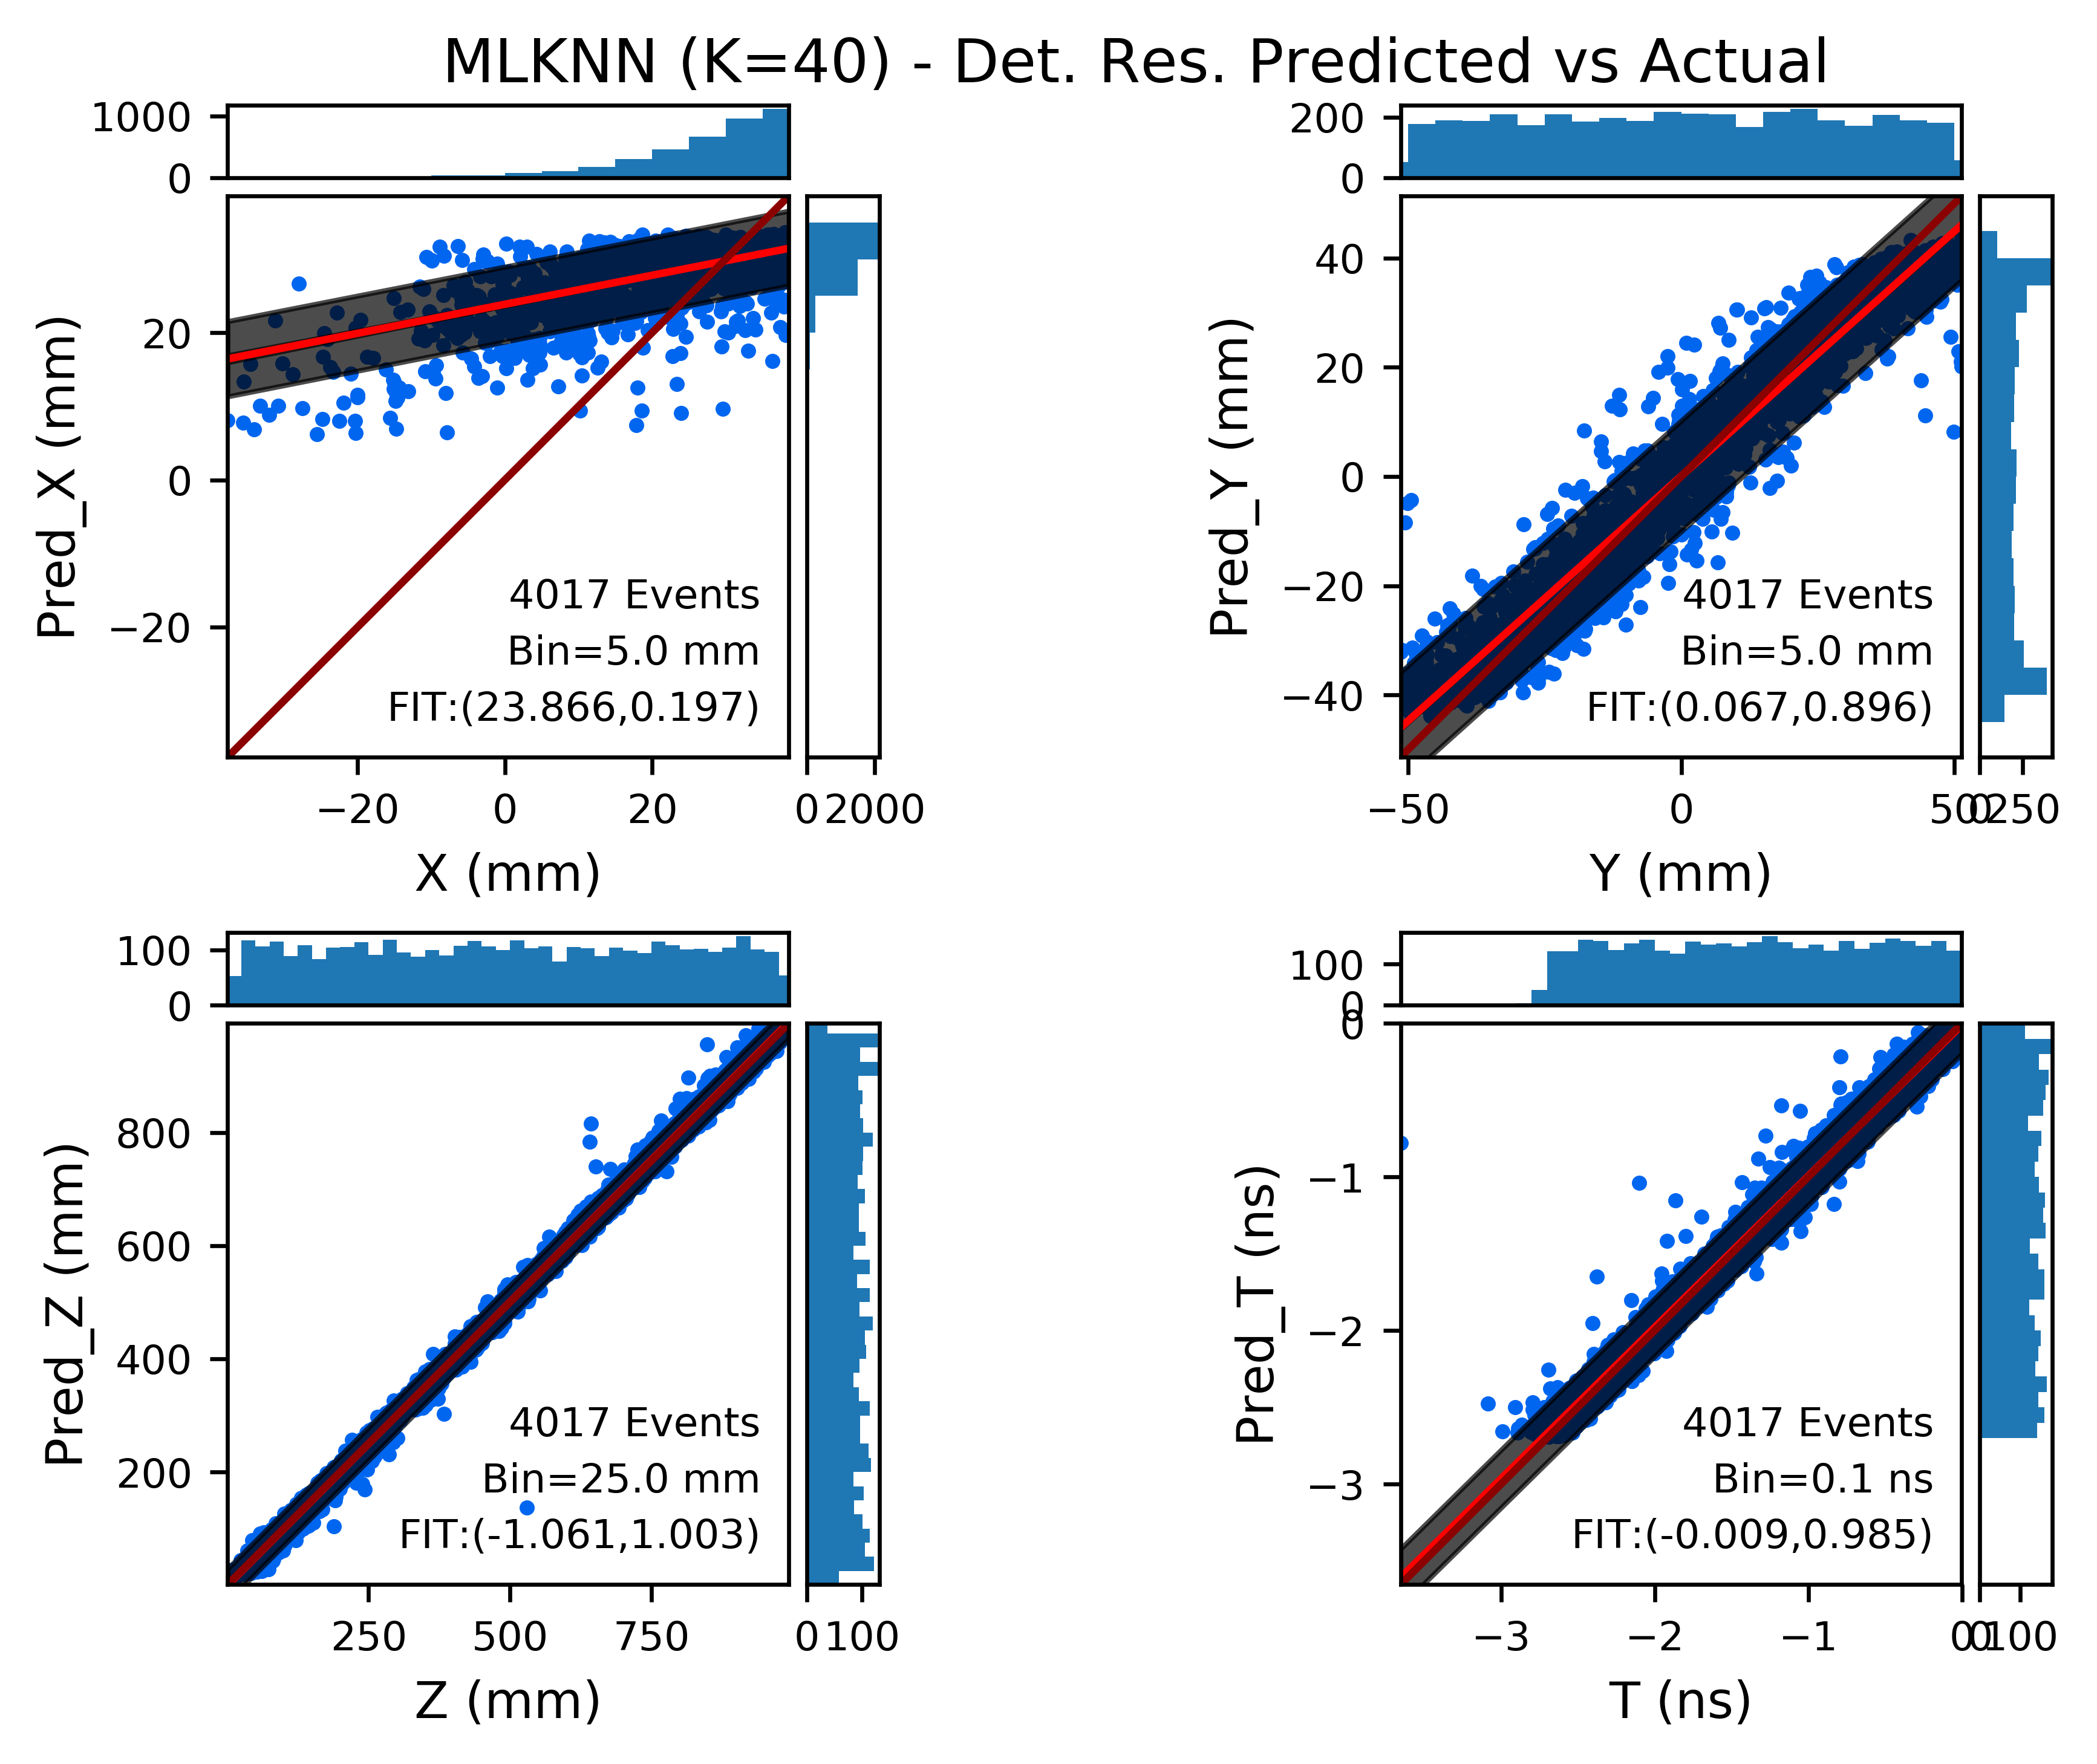 MLKNN (K=40) - Det. Res. Predicted vs Actual
1000
0
20
0
−20
Pred_X (mm)
4017 Events
Bin=5.0 mm
FIT:(23.866,0.197)
−20 0 20 0 2000
X (mm)
200
0
40
20
0
−20
−40
Pred_Y (mm)
4017 Events
Bin=5.0 mm
FIT:(0.067,0.896)
−50 0 50 0 250
Y (mm)
100
0
800
600
400
200
Pred_Z (mm)
4017 Events
Bin=25.0 mm
FIT:(-1.061,1.003)
250 500 750 0 100
Z (mm)
100
0
0
−1
−2
−3
Pred_T (ns)
4017 Events
Bin=0.1 ns
FIT:(-0.009,0.985)
−3 −2 −1 0 0 100
T (ns)